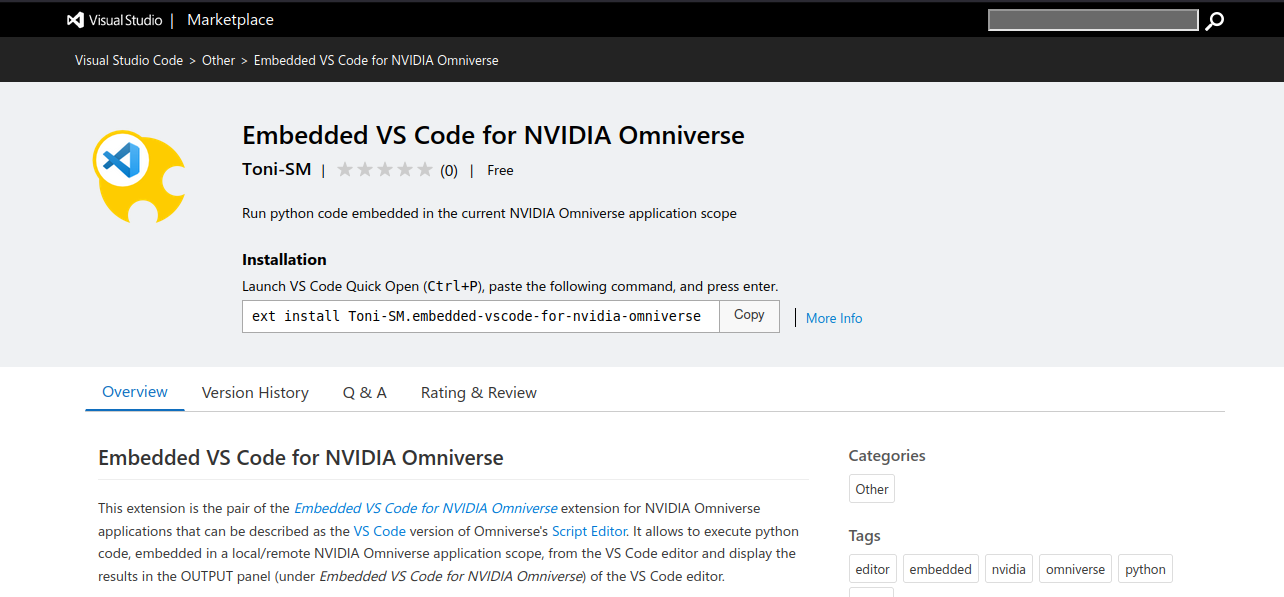 Visual Studio | Marketplace
Visual Studio Code > Other > Embedded VS Code for NVIDIA Omniverse
Embedded VS Code for NVIDIA Omniverse
Toni-SM | (0) | Free
Run python code embedded in the current NVIDIA Omniverse application scope
Installation
Launch VS Code Quick Open (Ctrl+P), paste the following command, and press enter.
ext install Toni-SM.embedded-vscode-for-nvidia-omniverse Copy | More Info
Overview Version History Q & A Rating & Review
Embedded VS Code for NVIDIA Omniverse
This extension is the pair of the Embedded VS Code for NVIDIA Omniverse extension for NVIDIA Omniverse
applications that can be described as the VS Code version of Omniverse's Script Editor. It allows to execute python
code, embedded in a local/remote NVIDIA Omniverse application scope, from the VS Code editor and display the
results in the OUTPUT panel (under Embedded VS Code for NVIDIA Omniverse) of the VS Code editor.
Categories
Other
Tags
editor embedded nvidia omniverse python